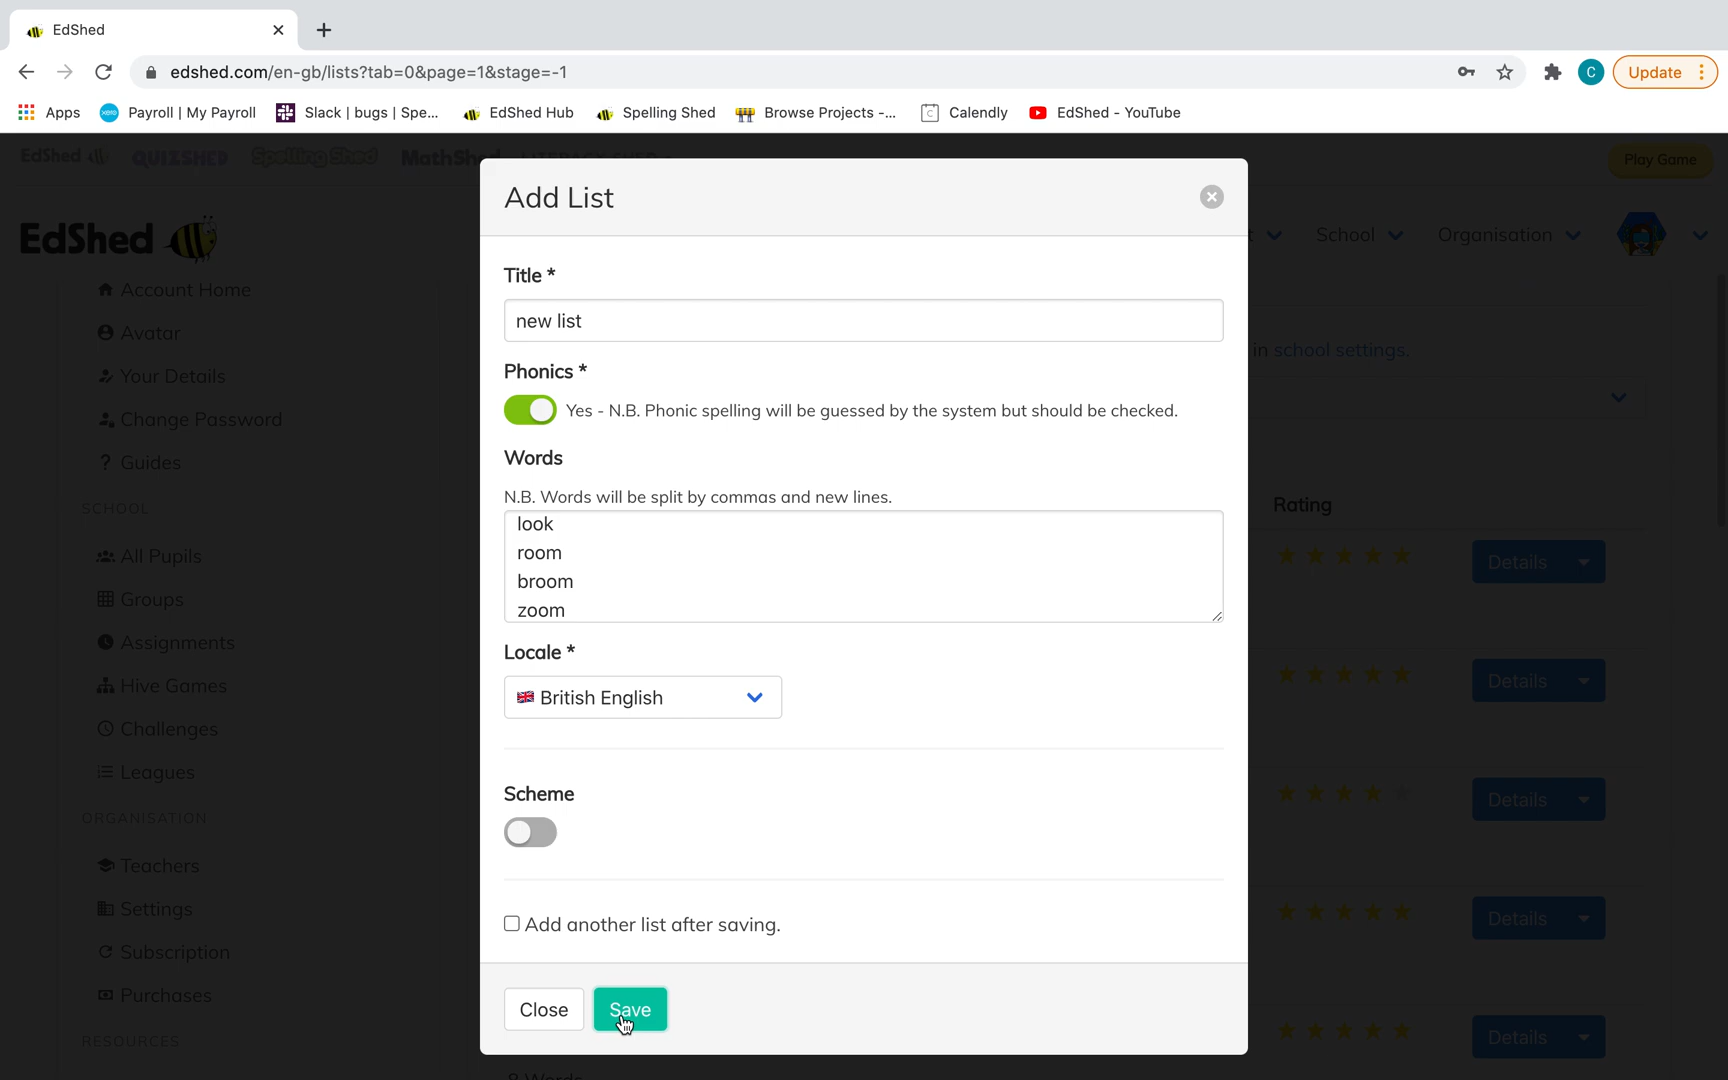 EdShed
edshed.com/en-gb/lists?tab=0&page=1&stage=-1
C
Update
Apps
Payroll | My Payroll
Slack | bugs | Spe...
EdShed Hub
Spelling Shed
Browse Projects -...
Calendly
EdShed - YouTube
EdShed
QUIZSHED
Spelling Shed
MathShed
Play Game
EdShed
School
Organisation
Account Home
Avatar
Your Details
Change Password
Guides
SCHOOL
All Pupils
Groups
Assignments
Hive Games
Challenges
Leagues
ORGANISATION
Teachers
Settings
Subscription
Purchases
RESOURCES
Add List
Title *
new list
Phonics *
Yes - N.B. Phonic spelling will be guessed by the system but should be checked.
Words
N.B. Words will be split by commas and new lines.
look
room
broom
zoom
Locale *
British English
Scheme
Add another list after saving.
Close
Save
in school settings.
Rating
Details
Details
Details
Details
Details